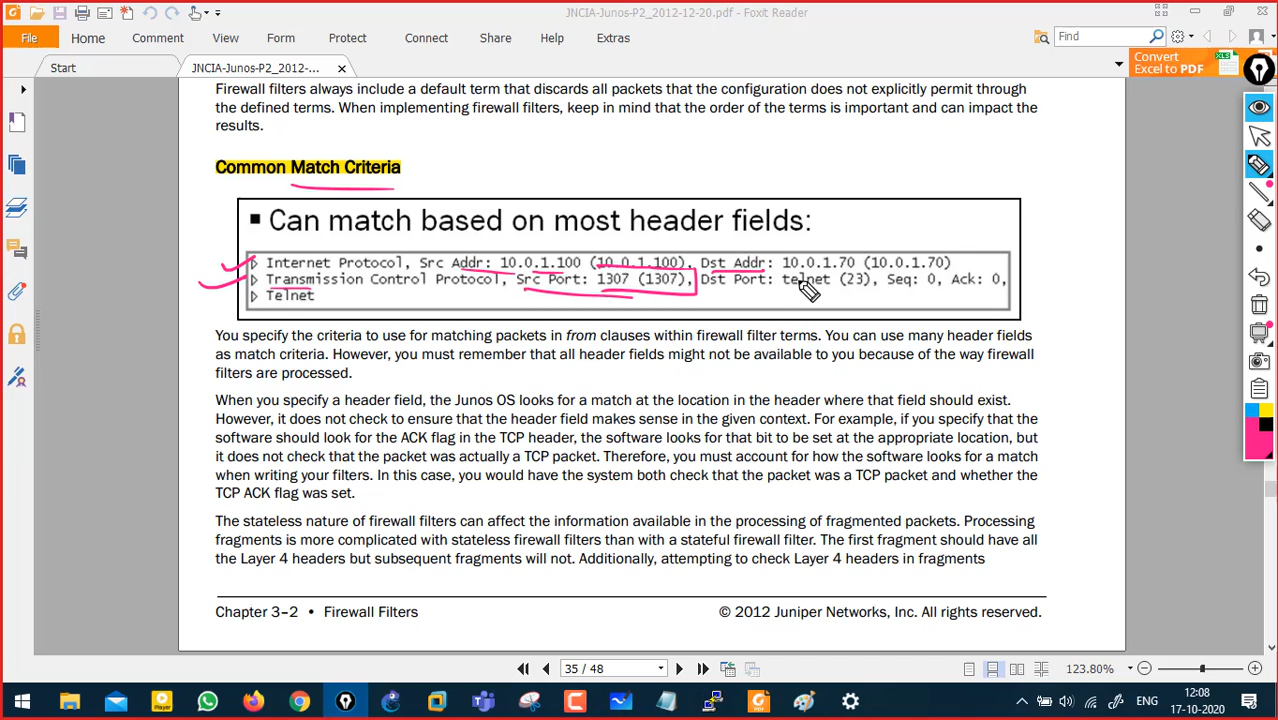 JNCIA-Junos-P2_2012-12-20.pdf - Foxit Reader
File Home Comment View Form Protect Connect Share Help Extras Find
Start JNCIA-Junos-P2_2012-... Convert
Excel to PDF
XLS
Firewall filters always include a default term that discards all packets that the configuration does not explicitly permit through
the defined terms. When implementing firewall filters, keep in mind that the order of the terms is important and can impact the
results.
Common Match Criteria
▪ Can match based on most header fields:
▷ Internet Protocol, Src Addr: 10.0.1.100 (10.0.1.100), Dst Addr: 10.0.1.70 (10.0.1.70)
▷ Transmission Control Protocol, Src Port: 1307 (1307), Dst Port: telnet (23), Seq: 0, Ack: 0,
▷ Telnet
You specify the criteria to use for matching packets in from clauses within firewall filter terms. You can use many header fields
as match criteria. However, you must remember that all header fields might not be available to you because of the way firewall
filters are processed.
When you specify a header field, the Junos OS looks for a match at the location in the header where that field should exist.
However, it does not check to ensure that the header field makes sense in the given context. For example, if you specify that the
software should look for the ACK flag in the TCP header, the software looks for that bit to be set at the appropriate location, but
it does not check that the packet was actually a TCP packet. Therefore, you must account for how the software looks for a match
when writing your filters. In this case, you would have the system both check that the packet was a TCP packet and whether the
TCP ACK flag was set.
The stateless nature of firewall filters can affect the information available in the processing of fragmented packets. Processing
fragments is more complicated with stateless firewall filters than with a stateful firewall filter. The first fragment should have all
the Layer 4 headers but subsequent fragments will not. Additionally, attempting to check Layer 4 headers in fragments
Chapter 3–2 • Firewall Filters © 2012 Juniper Networks, Inc. All rights reserved.
35 / 48 123.80%
Player PDF ENG 12:08
17-10-2020